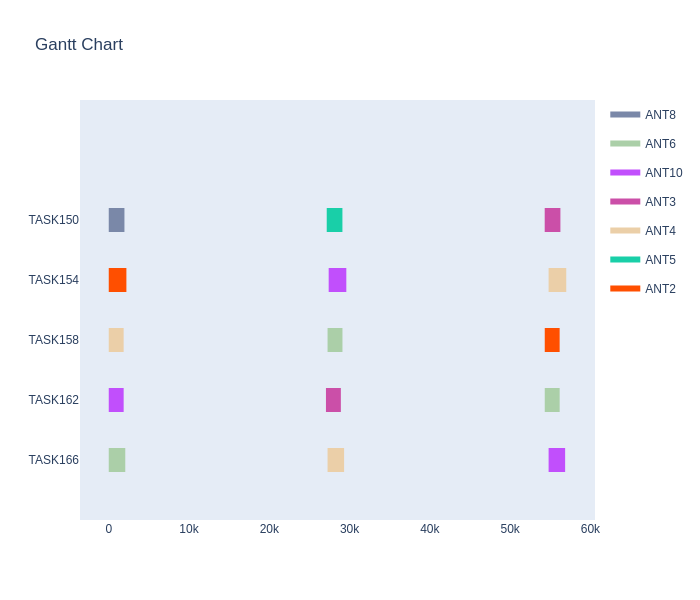 Gantt Chart
ANT8
ANT6
ANT10
ANT3
ANT4
ANT5
ANT2
TASK150
TASK154
TASK158
TASK162
TASK166
0 10k 20k 30k 40k 50k 60k